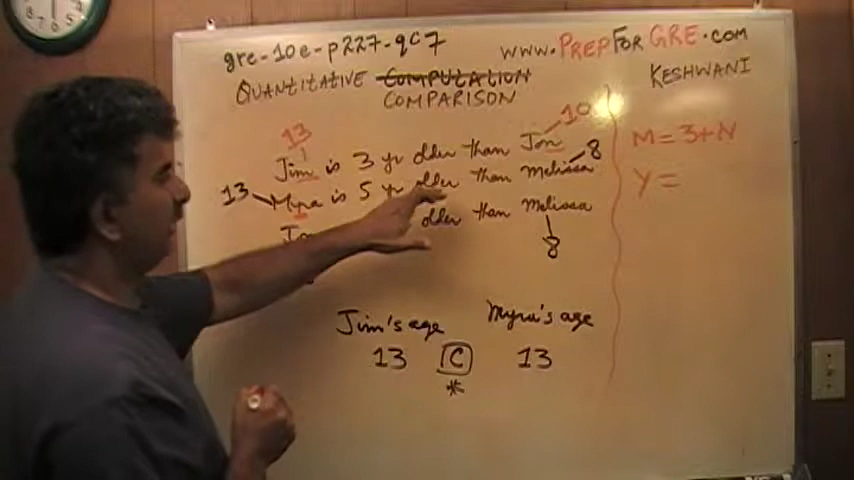 gre-10e-p227-qc7
www.PrepForGRE.com
QUANTITATIVE COMPUTATION
COMPARISON
KESHWANI
13
10
Jim is 3 yr older than Jon
8
13
Myra is 5 yr older than Melissa
older than Melissa
8
Jim's age Myra's age
13 C 13
*
M = 3 + N
Y =